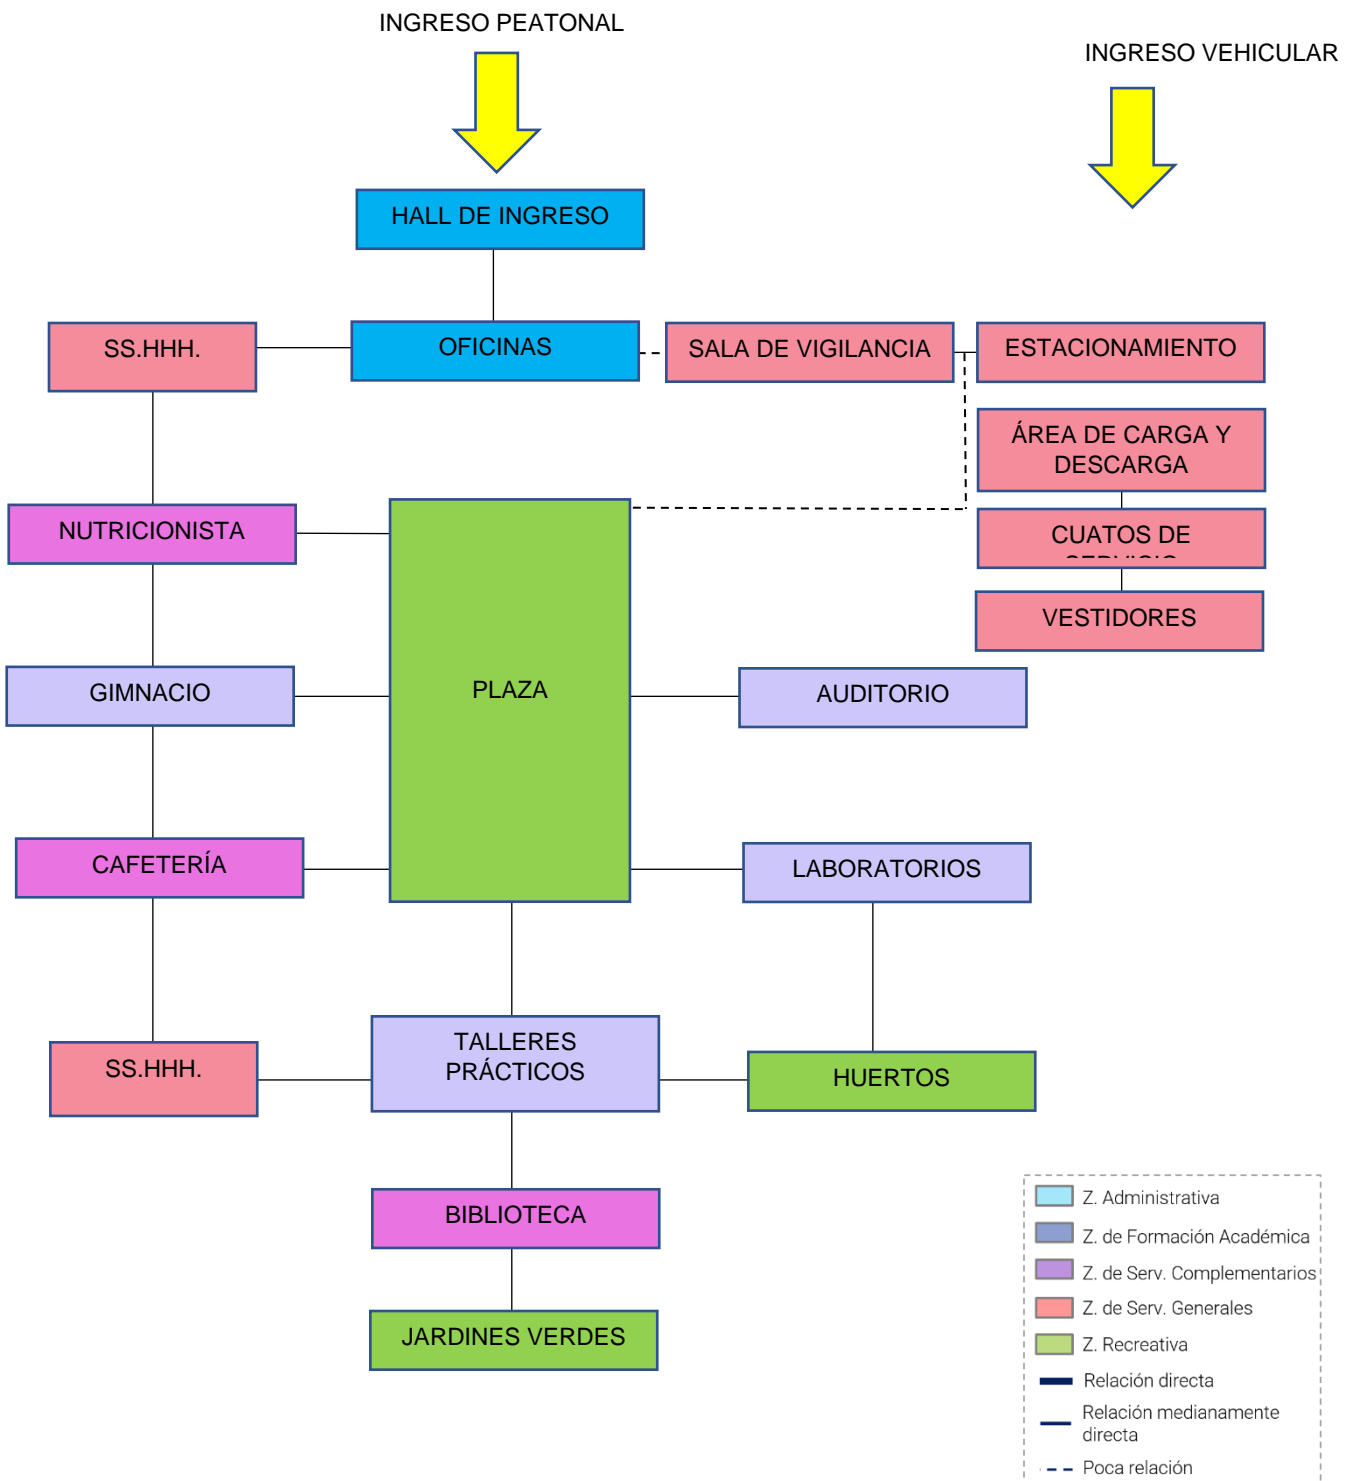 INGRESO PEATONAL
INGRESO VEHICULAR
HALL DE INGRESO
SS.HHH.
OFICINAS
SALA DE VIGILANCIA
ESTACIONAMIENTO
ÁREA DE CARGA Y
DESCARGA
NUTRICIONISTA
CUATOS DE
VESTIDORES
GIMNACIO
PLAZA
AUDITORIO
CAFETERÍA
LABORATORIOS
SS.HHH.
TALLERES
PRÁCTICOS
HUERTOS
BIBLIOTECA
JARDINES VERDES
Z. Administrativa
Z. de Formación Académica
Z. de Serv. Complementarios
Z. de Serv. Generales
Z. Recreativa
Relación directa
Relación medianamente
directa
Poca relación